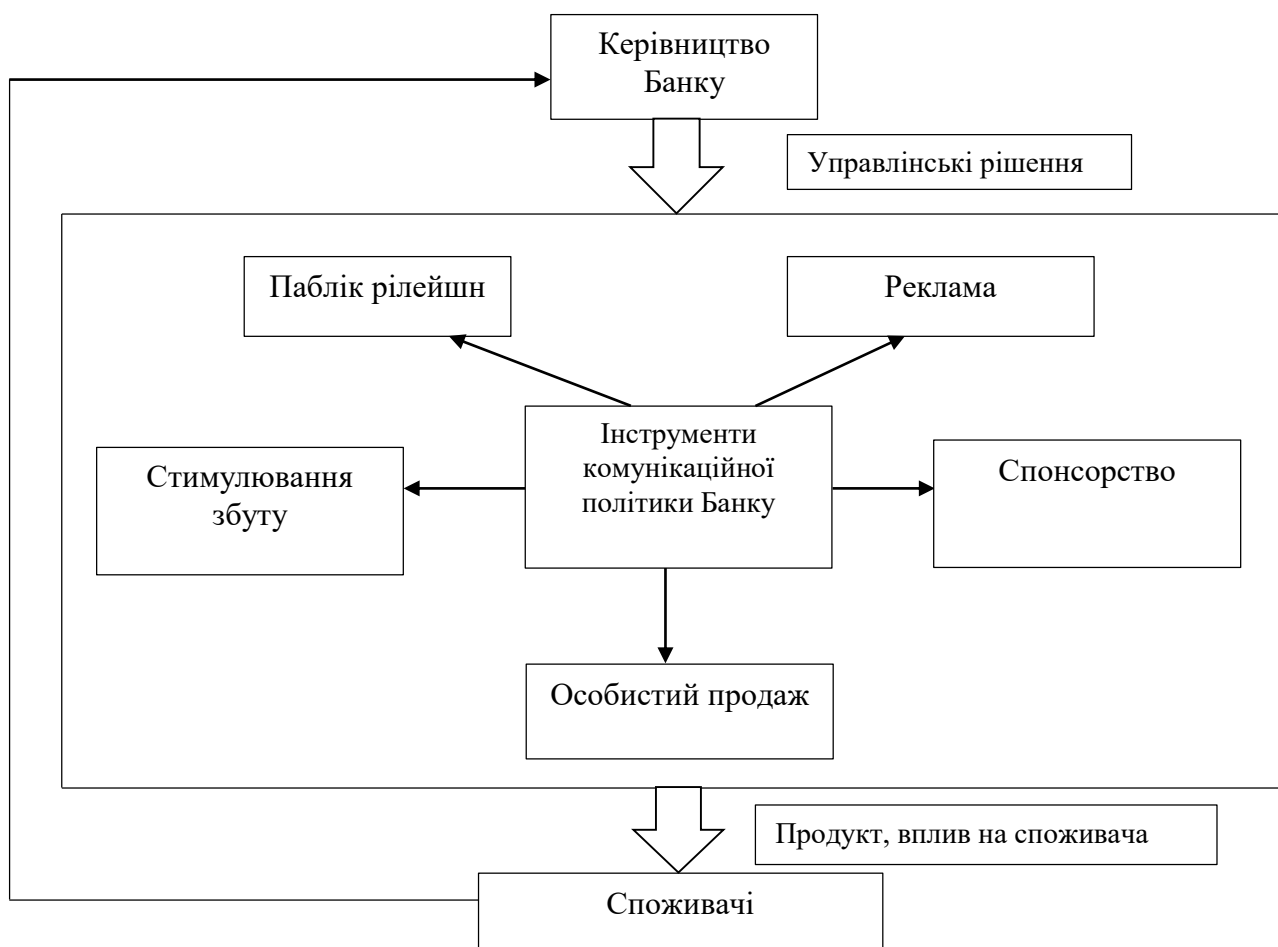 Керівництво
Банку
Управлінські рішення
Паблік рілейшн
Реклама
Інструменти
комунікаційної
політики Банку
Стимулювання
збуту
Спонсорство
Особистий продаж
Продукт, вплив на споживача
Споживачі